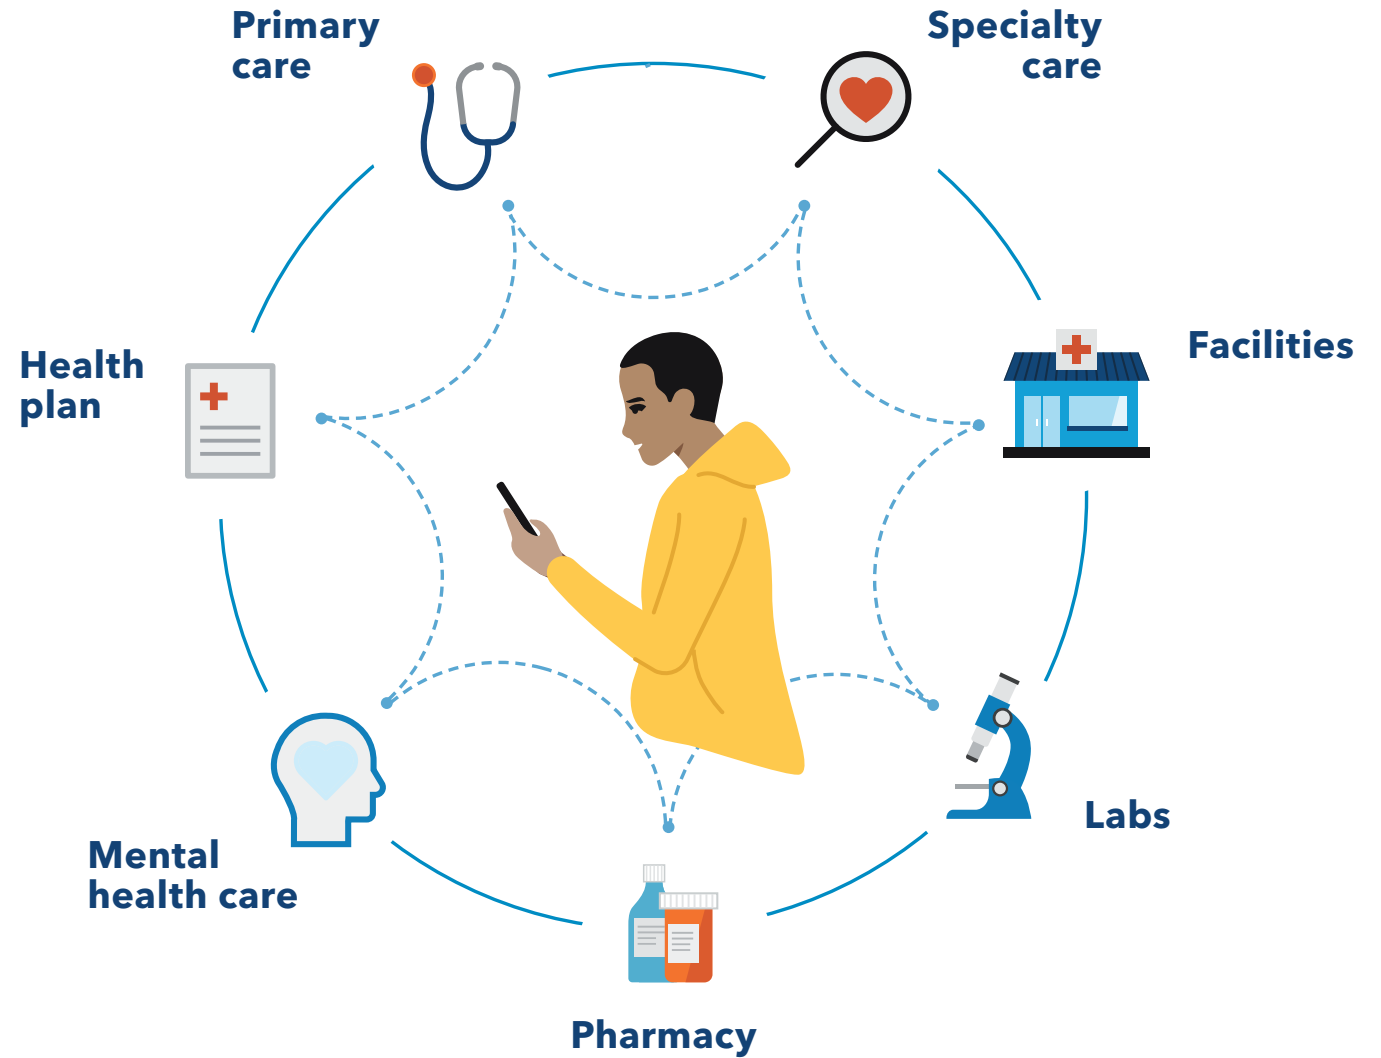 Primary
care
Specialty
care
Health
plan
Facilities
Mental
health care
Labs
Pharmacy